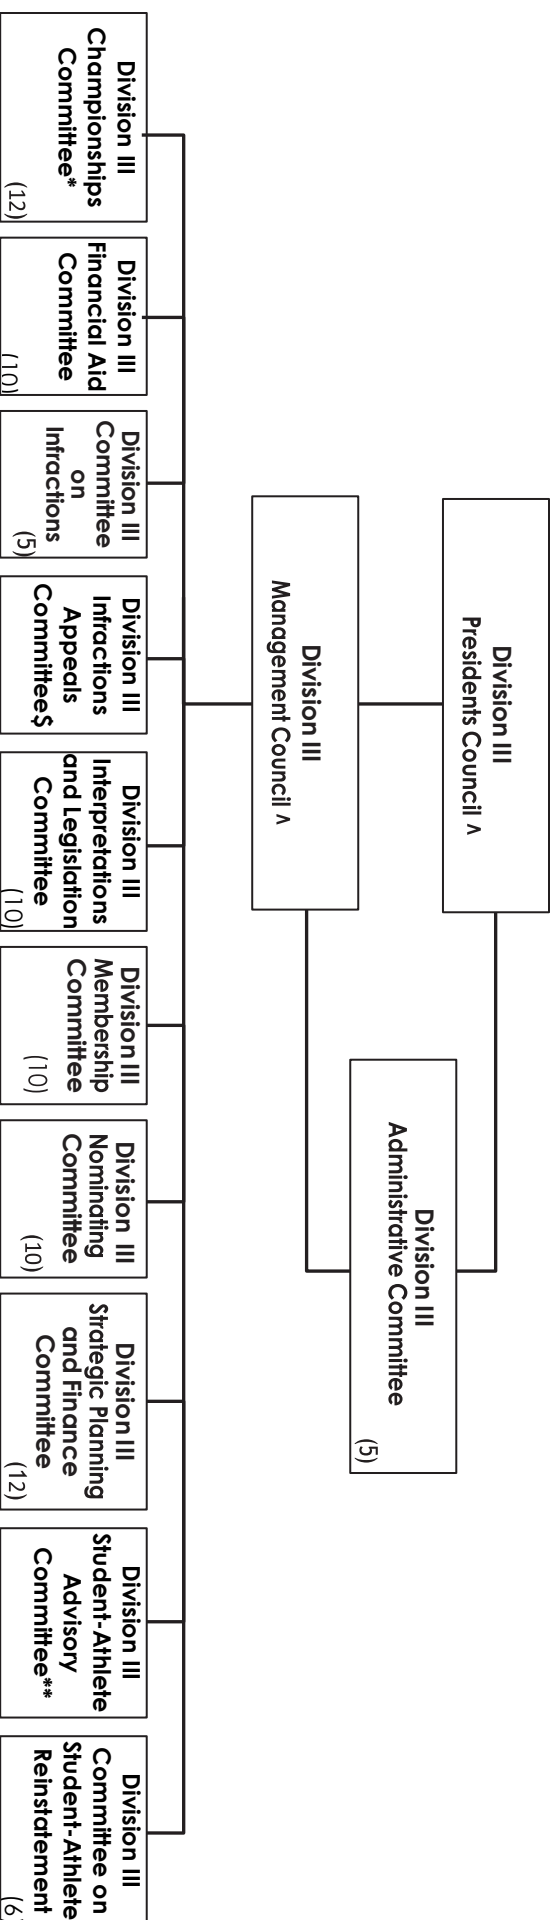 Division III
Presidents Council ^
Division III
Administrative Committee
(5)
Division III
Management Council ^
Division III
Championships
Committee*
(12)
Division III
Financial Aid
Committee
(10)
Division III
Committee
on
Infractions
(5)
Division III
Infractions
Appeals
Committee$
Division III
Interpretations
and Legislation
Committee
(10)
Division III
Membership
Committee
(10)
Division III
Nominating
Committee
(10)
Division III
Strategic Planning
and Finance
Committee
(12)
Division III
Student-Athlete
Advisory
Committee**
Division III
Committee on
Student-Athlete
Reinstatement
(6)